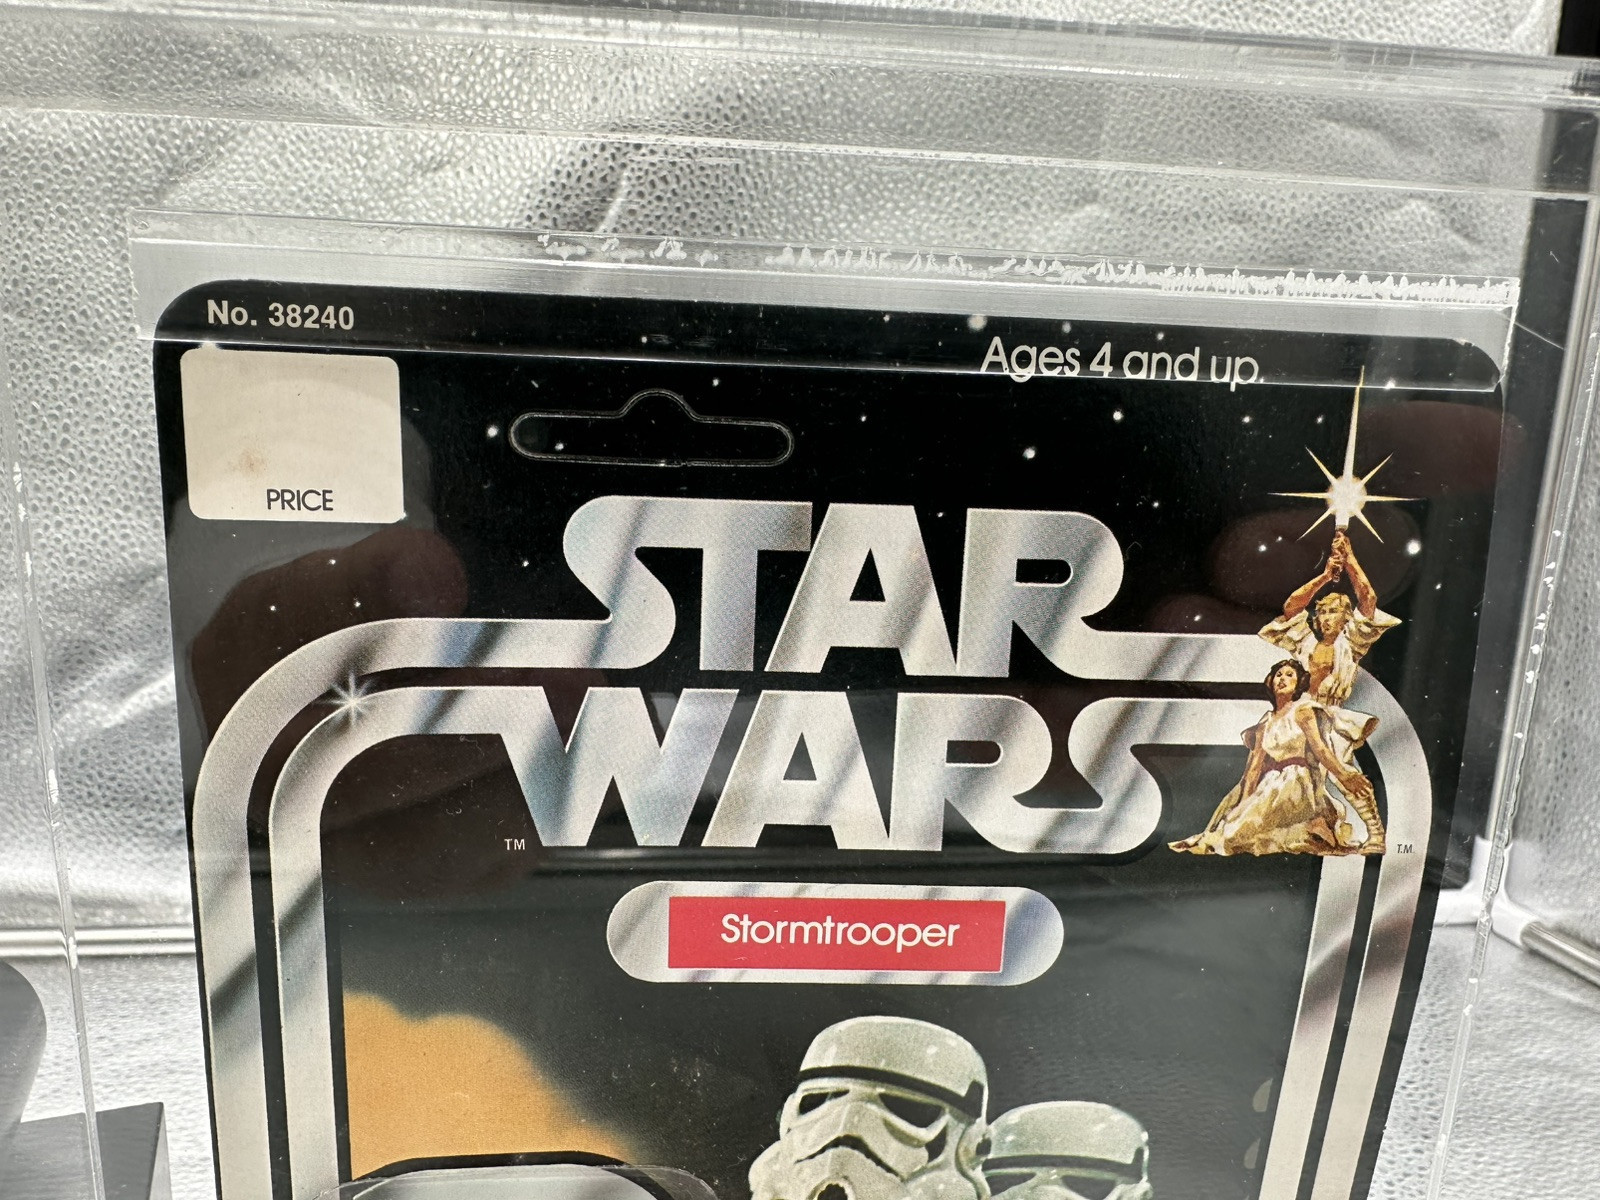 No. 38240
Ages 4 and up.
PRICE
STAR
WARS
TM
T.M.
Stormtrooper